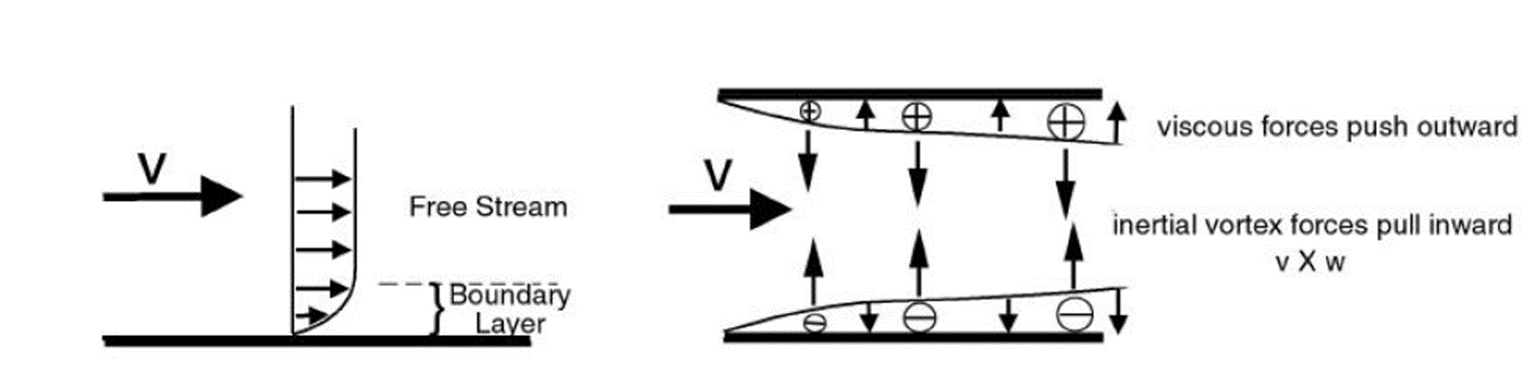 V
Free Stream
Boundary
Layer
V
viscous forces push outward
inertial vortex forces pull inward
v X w